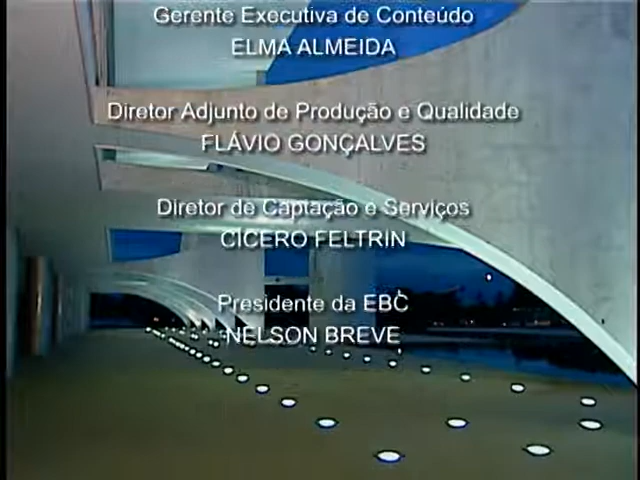 Gerente Executiva de Conteúdo
ELMA ALMEIDA
Diretor Adjunto de Produção e Qualidade
FLÁVIO GONÇALVES
Diretor de Captação e Serviços
CÍCERO FELTRIN
Presidente da EBC
NELSON BREVE